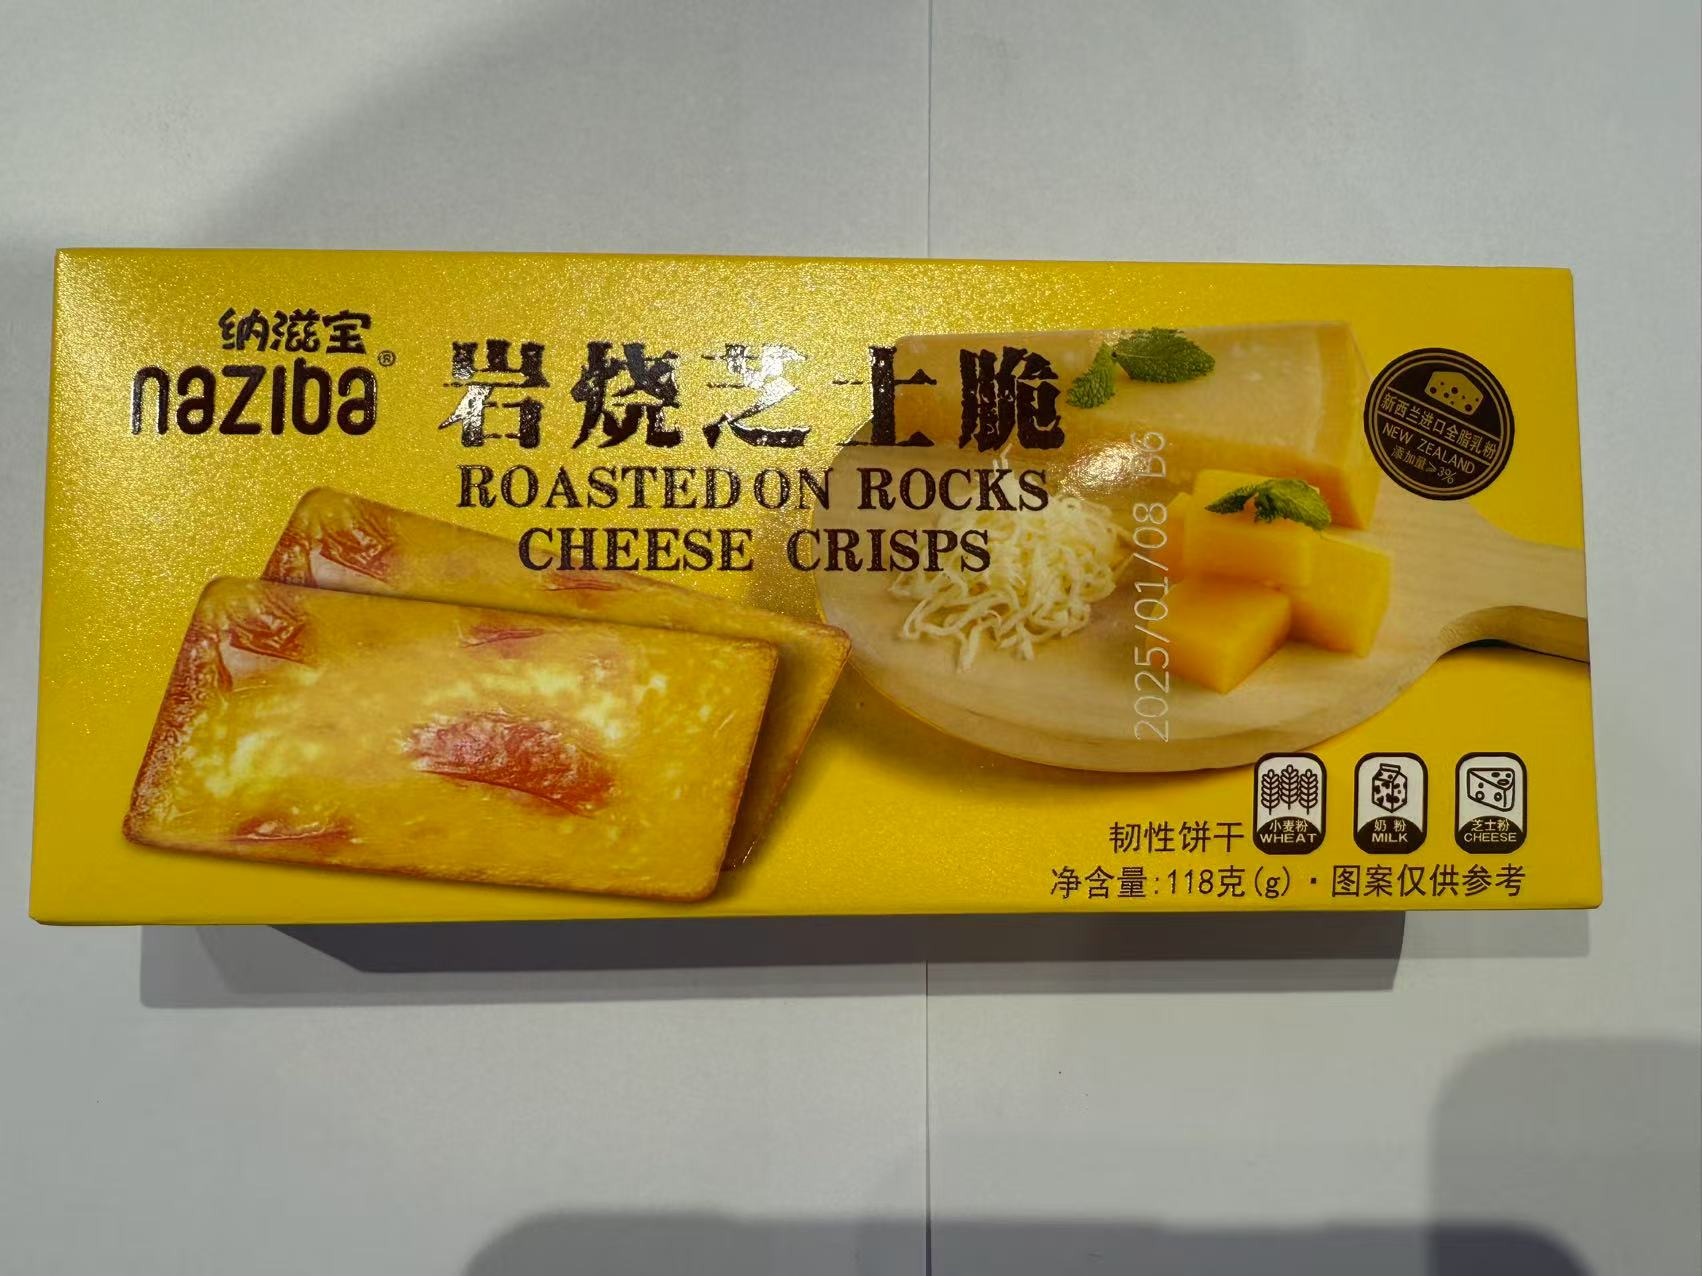 纳滋宝
naziba®
岩烧芝士脆
ROASTED ON ROCKS
CHEESE CRISPS
新西兰进口全脂乳粉
NEW ZEALAND
添加量≥3%
2025/01/08 B6
小麦粉
WHEAT
奶粉
MILK
芝士粉
CHEESE
韧性饼干
净含量:118克(g)·图案仅供参考